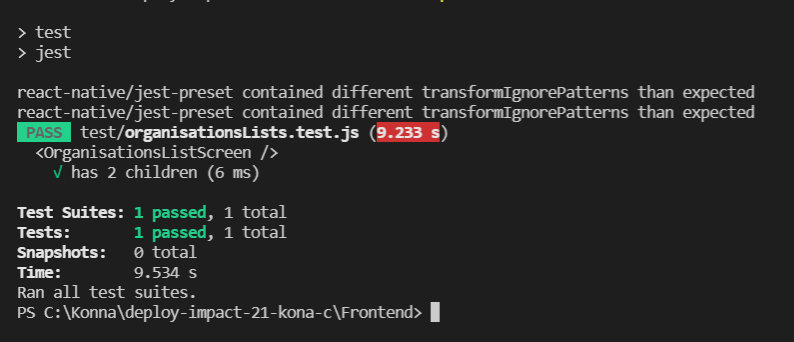 > test
> jest
react-native/jest-preset contained different transformIgnorePatterns than expected
react-native/jest-preset contained different transformIgnorePatterns than expected
PASS test/organisationsLists.test.js (9.233 s)
<OrganisationsListScreen />
√ has 2 children (6 ms)
Test Suites: 1 passed, 1 total
Tests: 1 passed, 1 total
Snapshots: 0 total
Time: 9.534 s
Ran all test suites.
PS C:\Konna\deploy-impact-21-kona-c\Frontend>